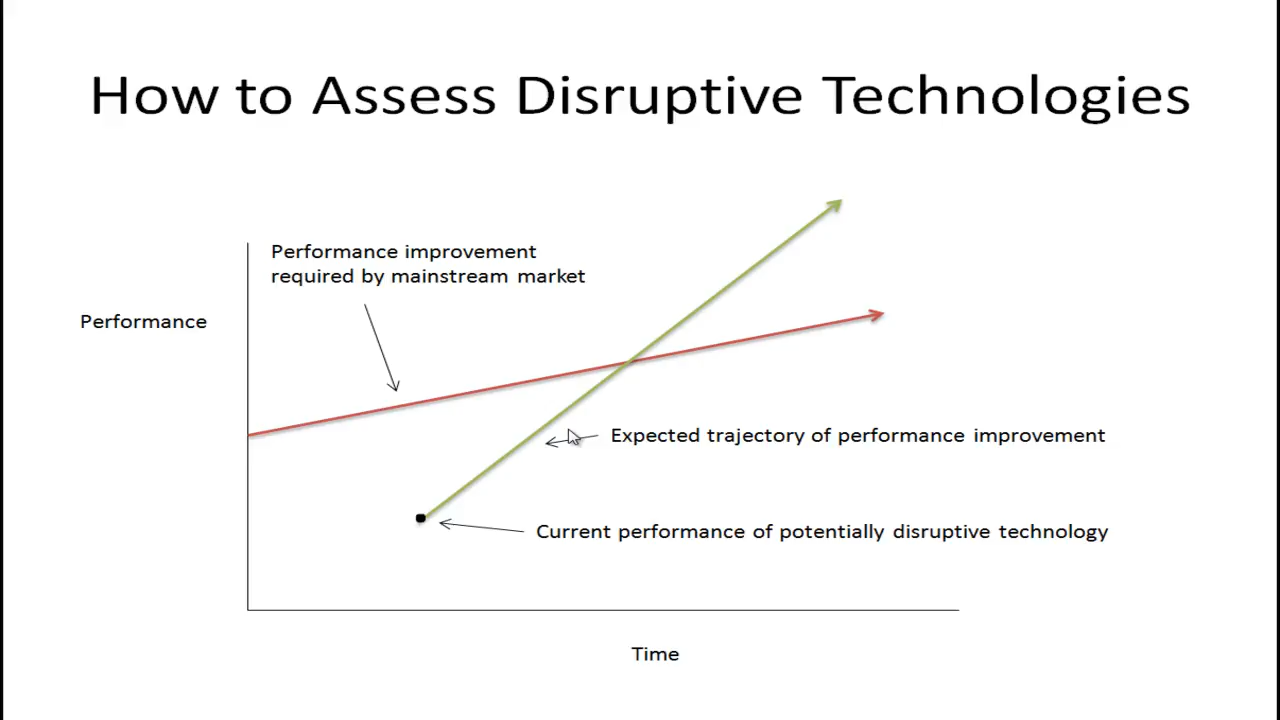 How to Assess Disruptive Technologies
Performance improvement
required by mainstream market
Performance
Expected trajectory of performance improvement
Current performance of potentially disruptive technology
Time